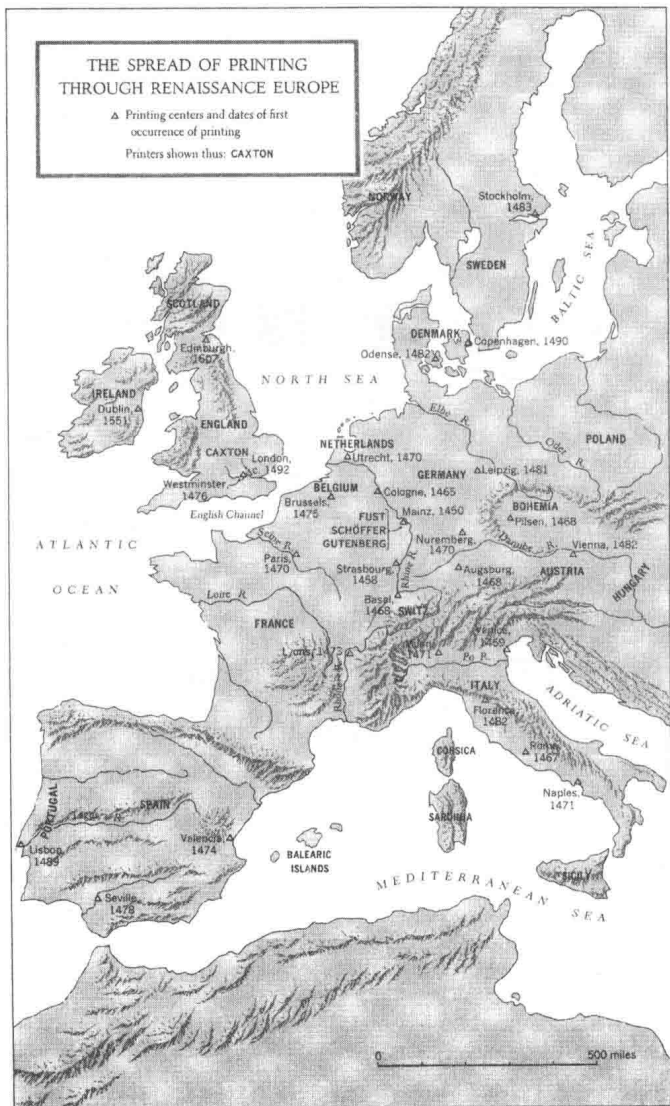 THE SPREAD OF PRINTING
THROUGH RENAISSANCE EUROPE
△ Printing centers and dates of first
occurrence of printing
Printers shown thus: CAXTON
NORWAY
Stockholm,
1483
SWEDEN
BALTIC SEA
SCOTLAND
Edinburgh,
1507
DENMARK
Copenhagen, 1490
Odense, 1482
NORTH SEA
IRELAND
Dublin,
1551
ENGLAND
CAXTON
London,
c. 1492
Westminster,
1476
English Channel
Elbe R.
Oder R.
POLAND
NETHERLANDS
Utrecht, 1470
GERMANY
Leipzig, 1481
BELGIUM
Brussels,
1475
Cologne, 1465
Mainz, 1450
FUST
SCHÖFFER
GUTENBERG
BOHEMIA
Pilsen, 1468
Nuremberg,
1470
Danube R.
Vienna, 1482
ATLANTIC
OCEAN
Seine R.
Paris,
1470
Strasbourg,
1458
Rhine R.
Augsburg,
1468
AUSTRIA
HUNGARY
Loire R.
Basel,
1468
SWITZ.
FRANCE
Lyons, 1473
Rhône R.
Milan,
1471
Venice,
1469
Po R.
ITALY
Florence,
1482
ADRIATIC SEA
CORSICA
Rome,
1467
Naples,
1471
PORTUGAL
SPAIN
Tagus R.
Lisbon,
1489
Valencia,
1474
Seville,
1478
BALEARIC
ISLANDS
SARDINIA
SICILY
MEDITERRANEAN SEA
0 500 miles